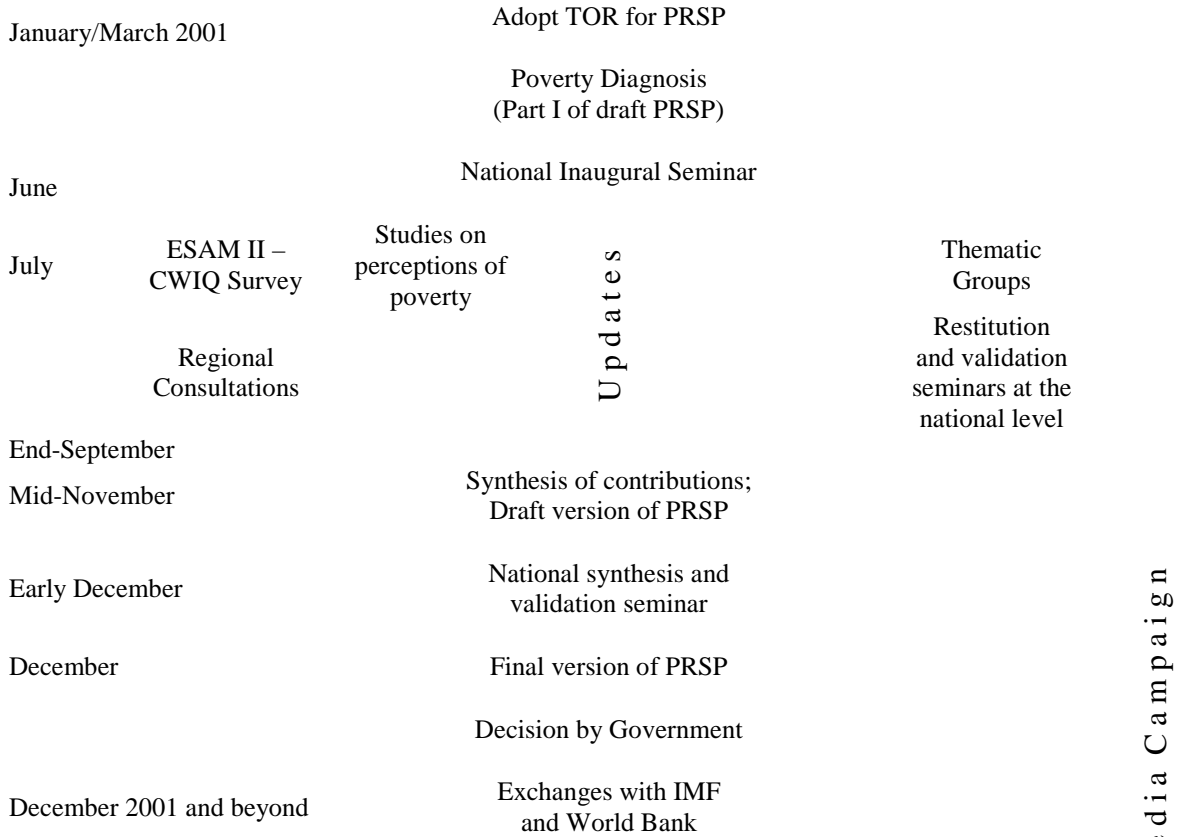 January/March 2001
Adopt TOR for PRSP
Poverty Diagnosis
(Part I of draft PRSP)
June
National Inaugural Seminar
July
ESAM II –
CWIQ Survey
Studies on
perceptions of
poverty
Updates
Thematic
Groups
Regional
Consultations
Restitution
and validation
seminars at the
national level
End-September
Mid-November
Synthesis of contributions;
Draft version of PRSP
Early December
National synthesis and
validation seminar
December
Final version of PRSP
Decision by Government
December 2001 and beyond
Exchanges with IMF
and World Bank
Campaign